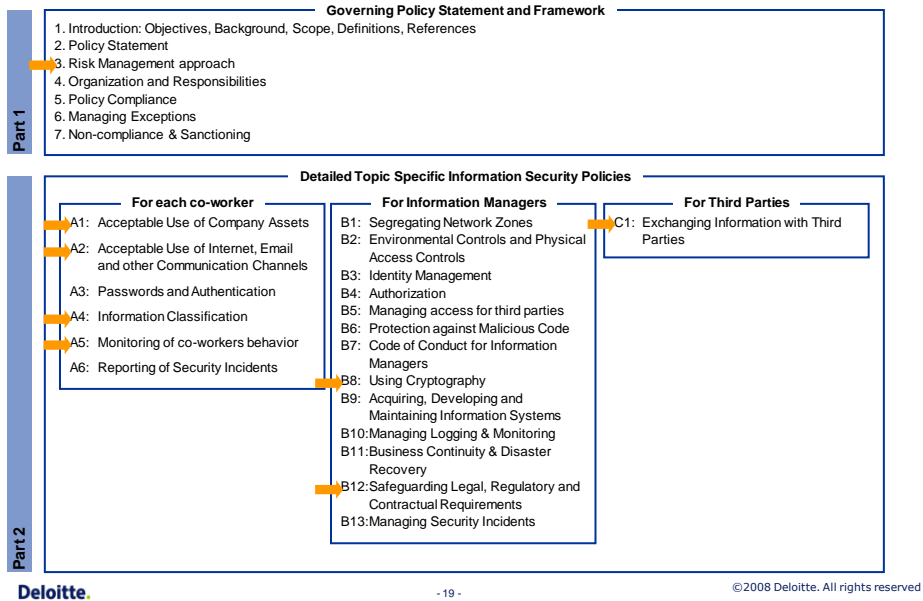 Governing Policy Statement and Framework
Part 1
1. Introduction: Objectives, Background, Scope, Definitions, References
2. Policy Statement
3. Risk Management approach
4. Organization and Responsibilities
5. Policy Compliance
6. Managing Exceptions
7. Non-compliance & Sanctioning
Detailed Topic Specific Information Security Policies
Part 2
For each co-worker
A1: Acceptable Use of Company Assets
A2: Acceptable Use of Internet, Email
and other Communication Channels
A3: Passwords and Authentication
A4: Information Classification
A5: Monitoring of co-workers behavior
A6: Reporting of Security Incidents
For Information Managers
B1: Segregating Network Zones
B2: Environmental Controls and Physical
Access Controls
B3: Identity Management
B4: Authorization
B5: Managing access for third parties
B6: Protection against Malicious Code
B7: Code of Conduct for Information
Managers
B8: Using Cryptography
B9: Acquiring, Developing and
Maintaining Information Systems
B10:Managing Logging & Monitoring
B11:Business Continuity & Disaster
Recovery
B12:Safeguarding Legal, Regulatory and
Contractual Requirements
B13:Managing Security Incidents
For Third Parties
C1: Exchanging Information with Third
Parties
Deloitte.
- 19 -
©2008 Deloitte. All rights reserved